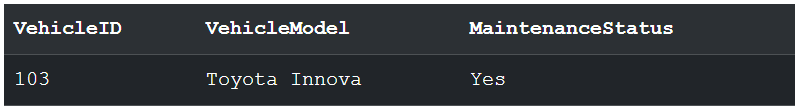 VehicleID VehicleModel MaintenanceStatus
103 Toyota Innova Yes